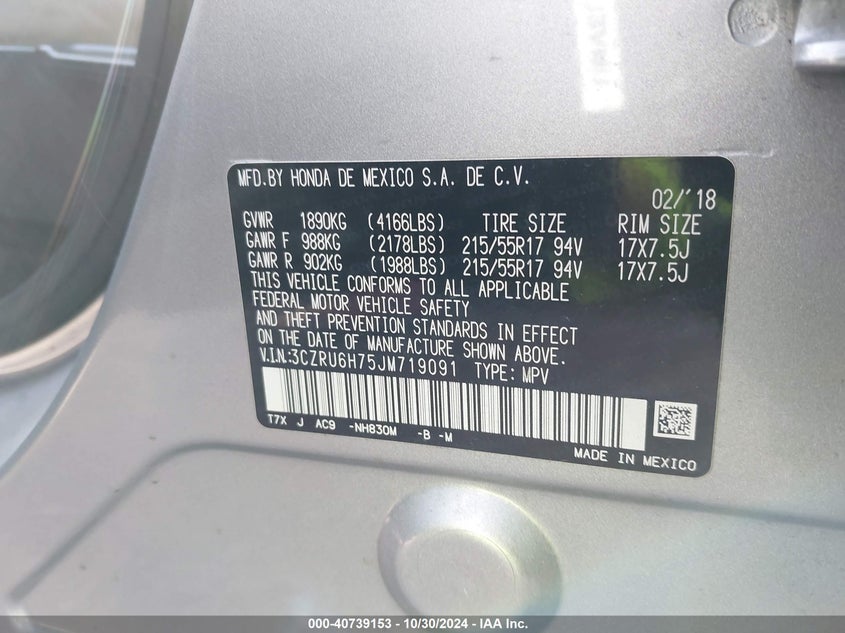 MFD.BY HONDA DE MEXICO S.A. DE C.V.
02/'18
GVWR 1890KG (4166LBS) TIRE SIZE RIM SIZE
GAWR F 988KG (2178LBS) 215/55R17 94V 17X7.5J
GAWR R 902KG (1988LBS) 215/55R17 94V 17X7.5J
THIS VEHICLE CONFORMS TO ALL APPLICABLE
FEDERAL MOTOR VEHICLE SAFETY
AND THEFT PREVENTION STANDARDS IN EFFECT
ON THE DATE OF MANUFACTURE SHOWN ABOVE.
V.I.N.:3CZRU6H75JM719091 TYPE: MPV
T7X J AC9 -NH830M -B -M
MADE IN MEXICO
000-40739153 - 10/30/2024 - IAA Inc.